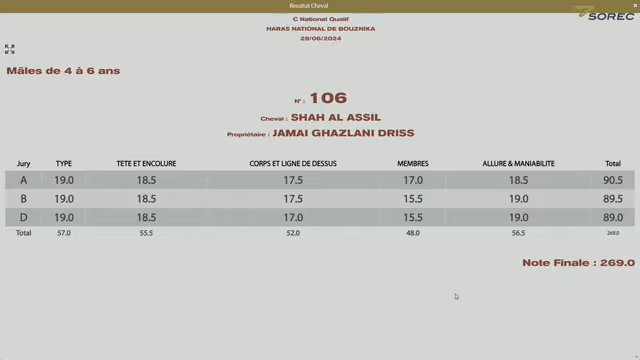 Resultat Cheval
SOREC
C National Qualif
HARAS NATIONAL DE BOUZNIKA
29/06/2024
Mâles de 4 à 6 ans
N° : 106
Cheval : SHAH AL ASSIL
Propriétaire : JAMAI GHAZLANI DRISS
Jury TYPE TETE ET ENCOLURE CORPS ET LIGNE DE DESSUS MEMBRES ALLURE & MANIABILITE Total
A 19.0 18.5 17.5 17.0 18.5 90.5
B 19.0 18.5 17.5 15.5 19.0 89.5
D 19.0 18.5 17.0 15.5 19.0 89.0
Total 57.0 55.5 52.0 48.0 56.5 269.0
Note Finale : 269.0